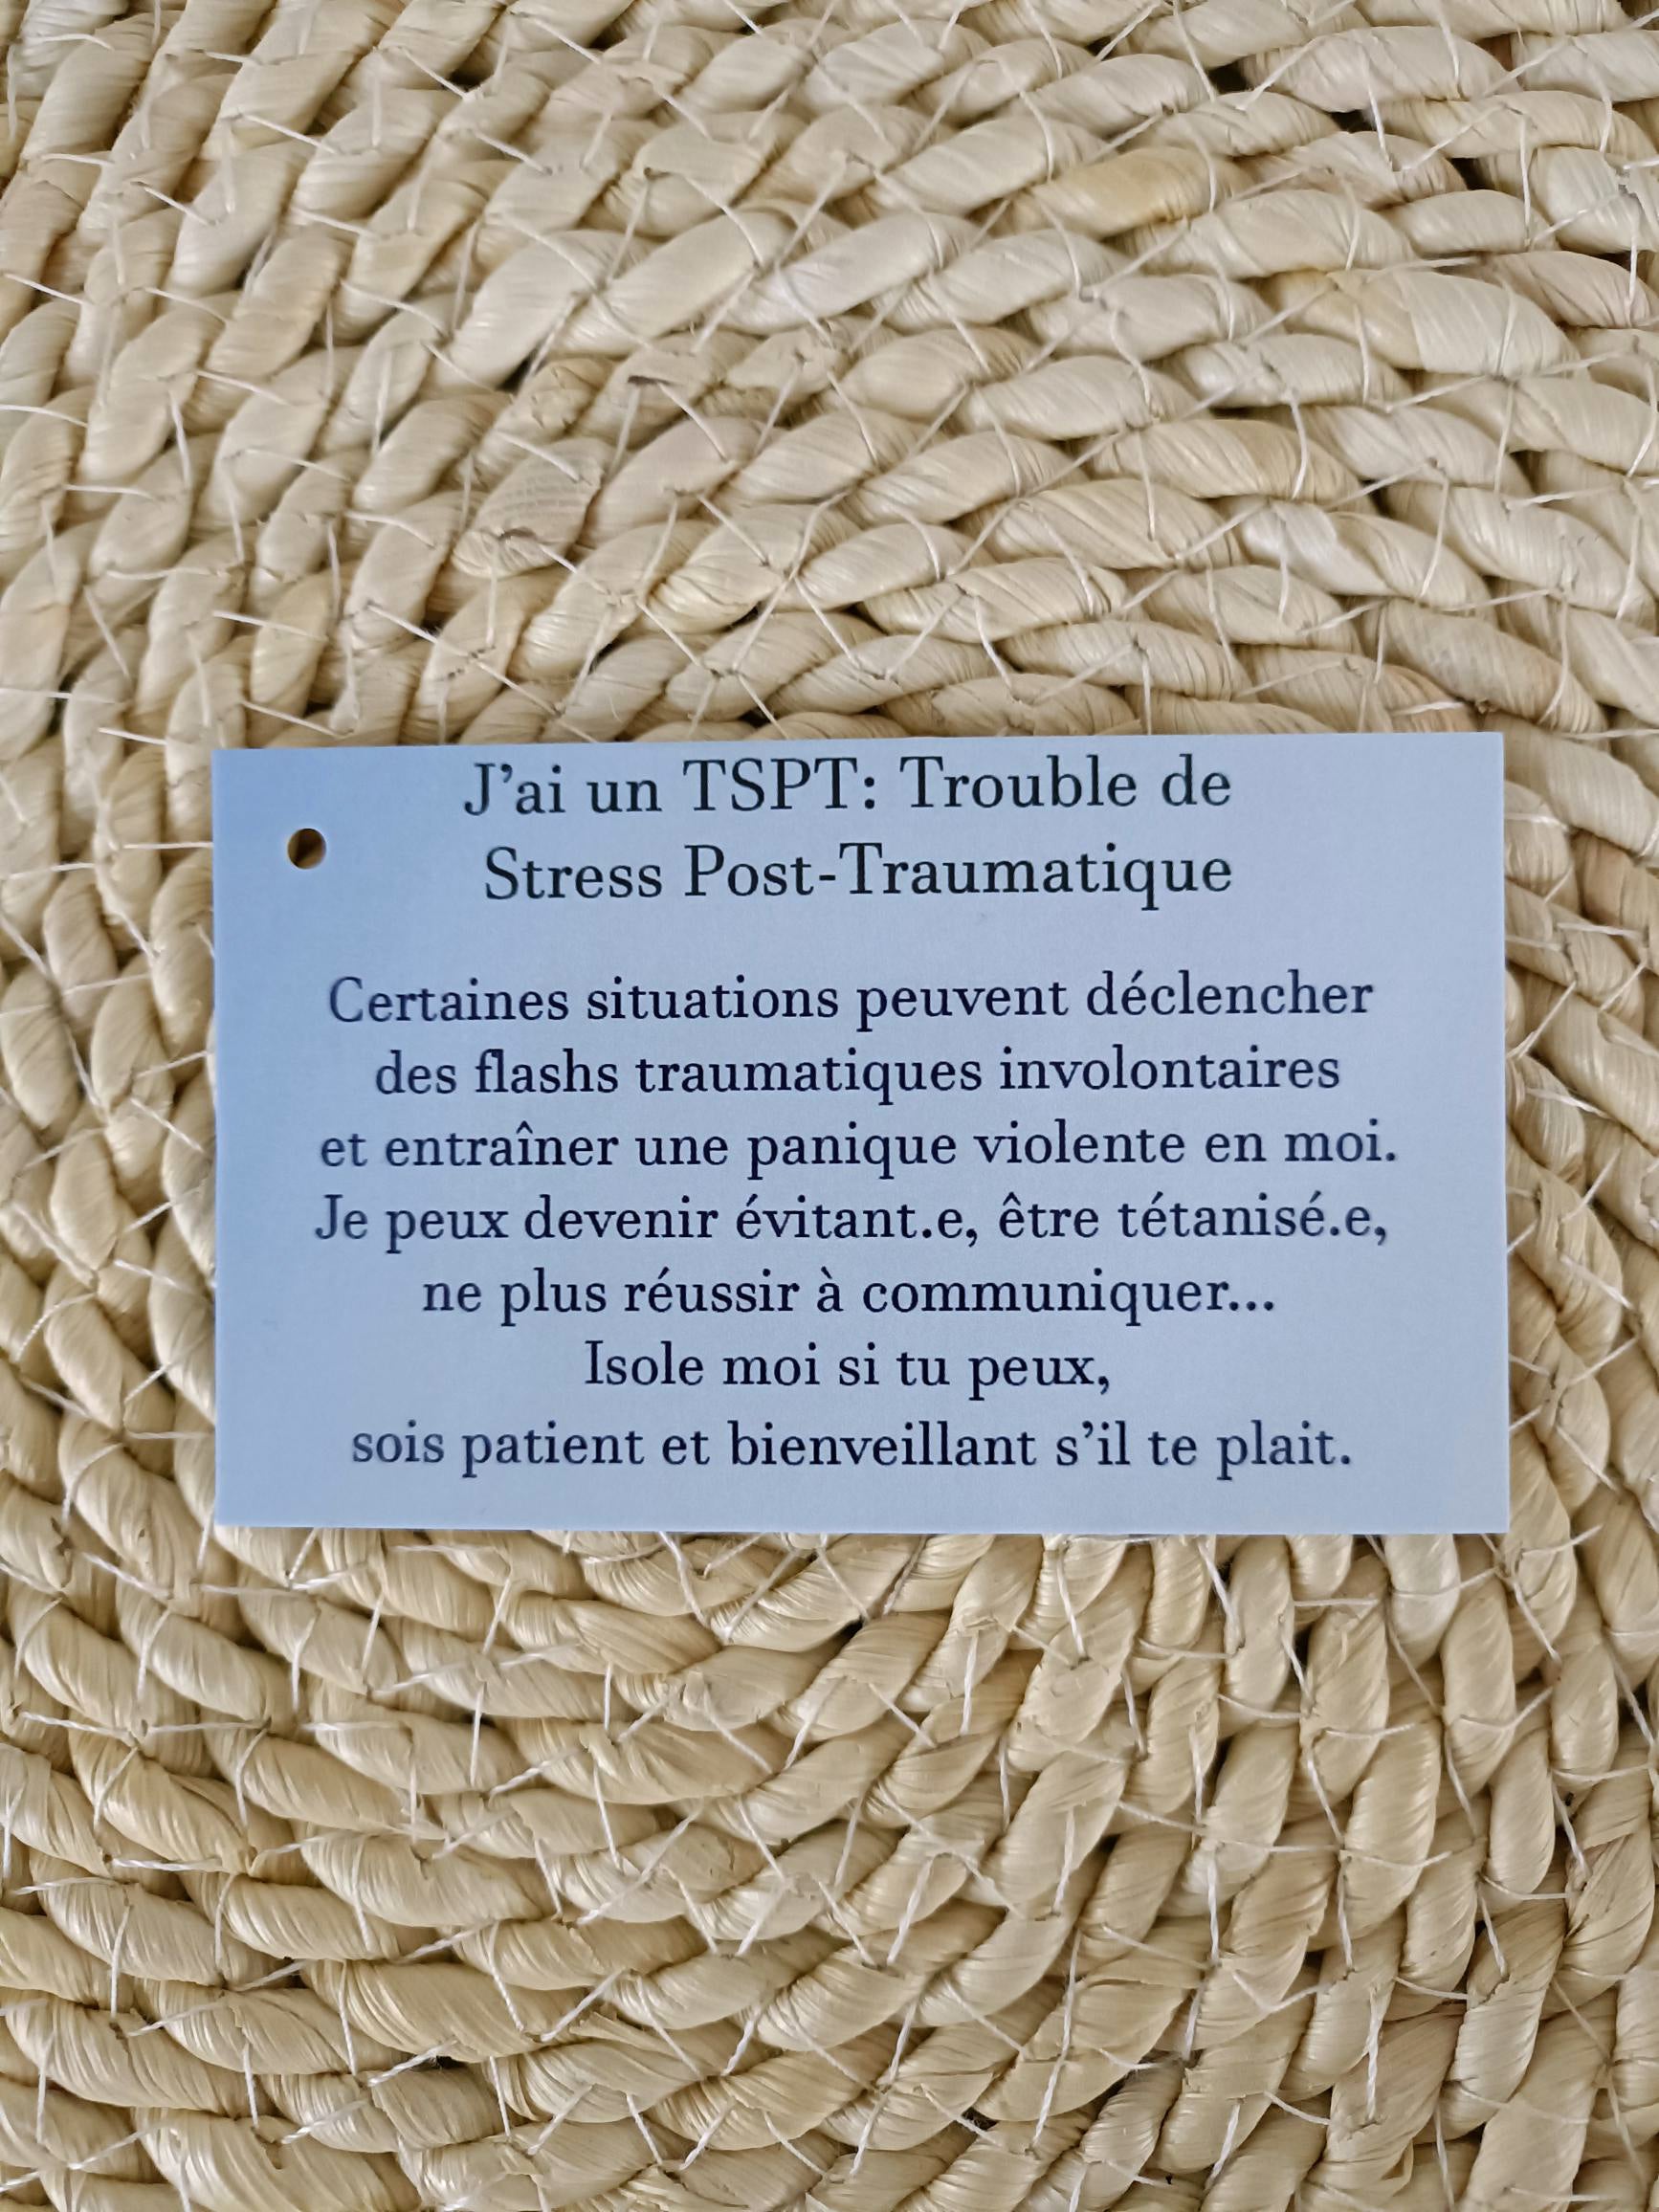 J'ai un TSPT: Trouble de
Stress Post-Traumatique
Certaines situations peuvent déclencher
des flashs traumatiques involontaires
et entraîner une panique violente en moi.
Je peux devenir évitant.e, être tétanisé.e,
ne plus réussir à communiquer...
Isole moi si tu peux,
sois patient et bienveillant s'il te plait.